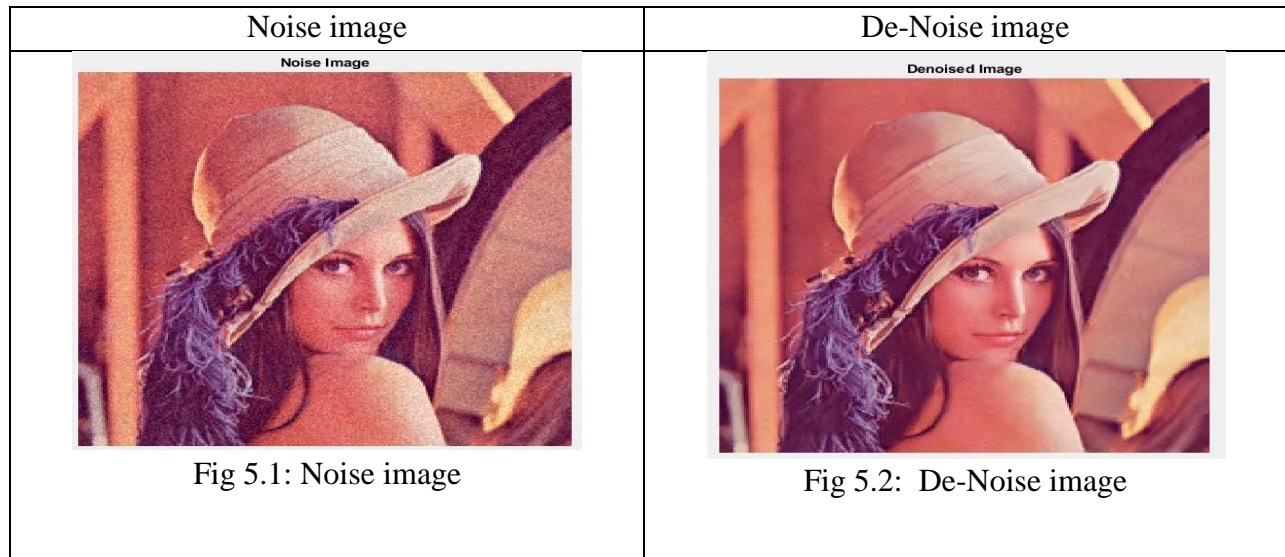 Noise image
De-Noise image
Noise Image
Denoised Image
Fig 5.1: Noise image
Fig 5.2: De-Noise image